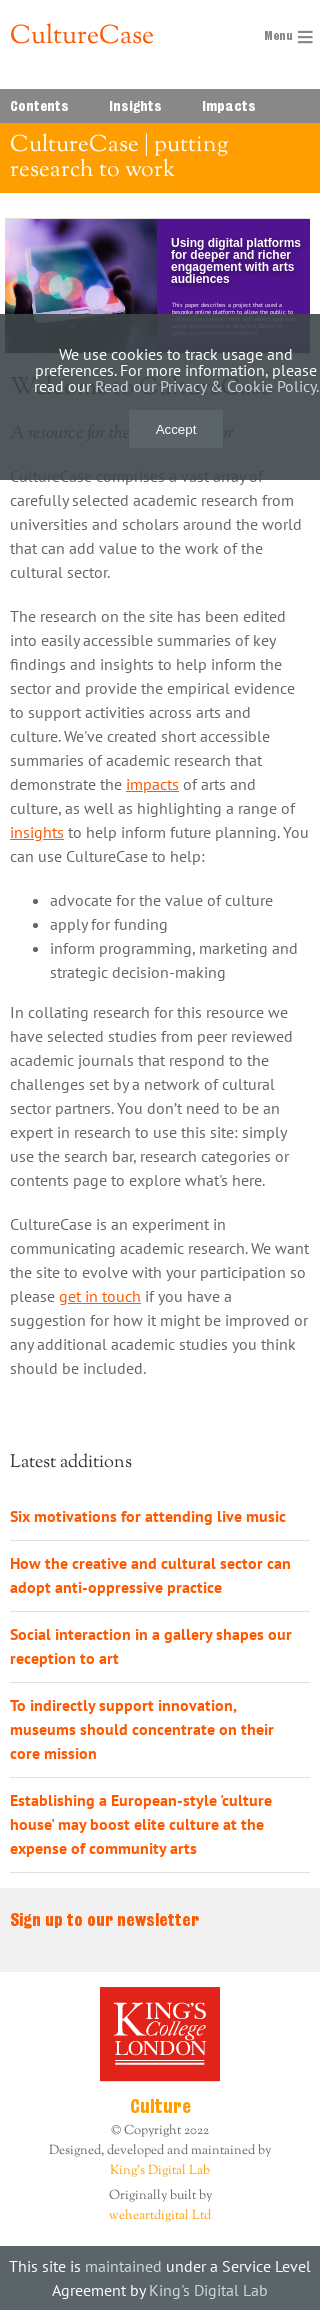 CultureCase
Menu
Contents Insights Impacts
CultureCase | putting
research to work
Using digital platforms
for deeper and richer
engagement with arts
audiences
This paper describes a project that used a
bespoke online platform to allow the public to
We use cookies to track usage and
preferences. For more information, please
read our Read our Privacy & Cookie Policy.
Accept
A resource for the
CultureCase comprises a vast array of
carefully selected academic research from
universities and scholars around the world
that can add value to the work of the
cultural sector.
The research on the site has been edited
into easily accessible summaries of key
findings and insights to help inform the
sector and provide the empirical evidence
to support activities across arts and
culture. We've created short accessible
summaries of academic research that
demonstrate the impacts of arts and
culture, as well as highlighting a range of
insights to help inform future planning. You
can use CultureCase to help:
advocate for the value of culture
apply for funding
inform programming, marketing and
strategic decision-making
In collating research for this resource we
have selected studies from peer reviewed
academic journals that respond to the
challenges set by a network of cultural
sector partners. You don’t need to be an
expert in research to use this site: simply
use the search bar, research categories or
contents page to explore what's here.
CultureCase is an experiment in
communicating academic research. We want
the site to evolve with your participation so
please get in touch if you have a
suggestion for how it might be improved or
any additional academic studies you think
should be included.
Latest additions
Six motivations for attending live music
How the creative and cultural sector can
adopt anti-oppressive practice
Social interaction in a gallery shapes our
reception to art
To indirectly support innovation,
museums should concentrate on their
core mission
Establishing a European-style 'culture
house' may boost elite culture at the
expense of community arts
Sign up to our newsletter
KING'S
College
LONDON
Culture
© Copyright 2022
Designed, developed and maintained by
King's Digital Lab
Originally built by
weheartdigital Ltd
This site is maintained under a Service Level
Agreement by King's Digital Lab